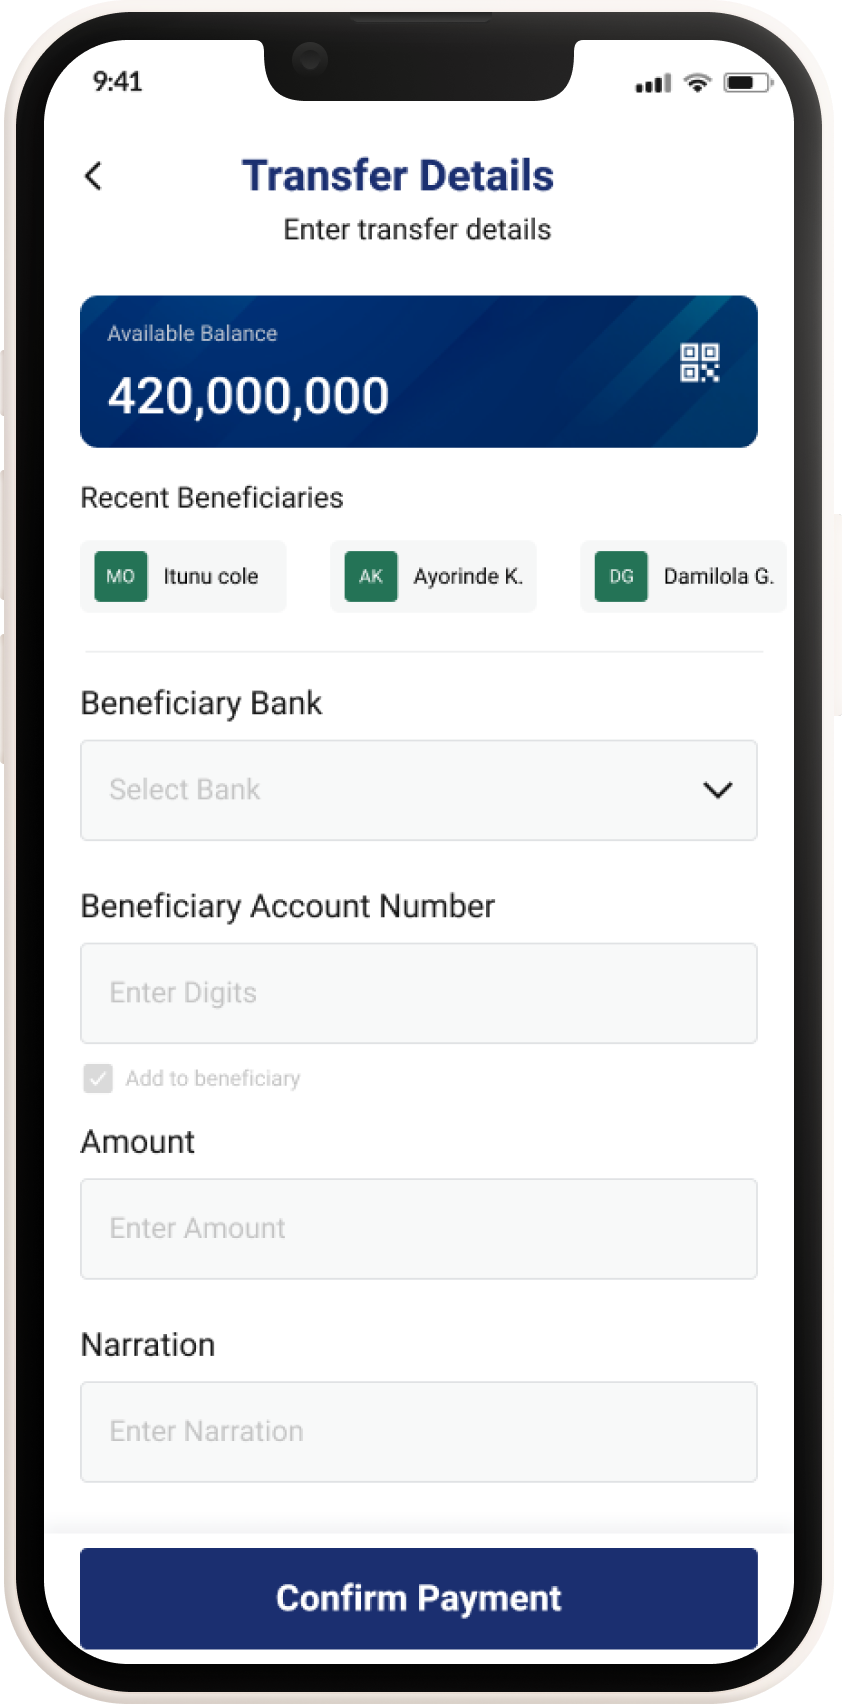 9:41
Transfer Details
Enter transfer details
Available Balance
420,000,000
Recent Beneficiaries
MO Itunu cole AK Ayorinde K. DG Damilola G.
Beneficiary Bank
Select Bank
Beneficiary Account Number
Enter Digits
Add to beneficiary
Amount
Enter Amount
Narration
Enter Narration
Confirm Payment